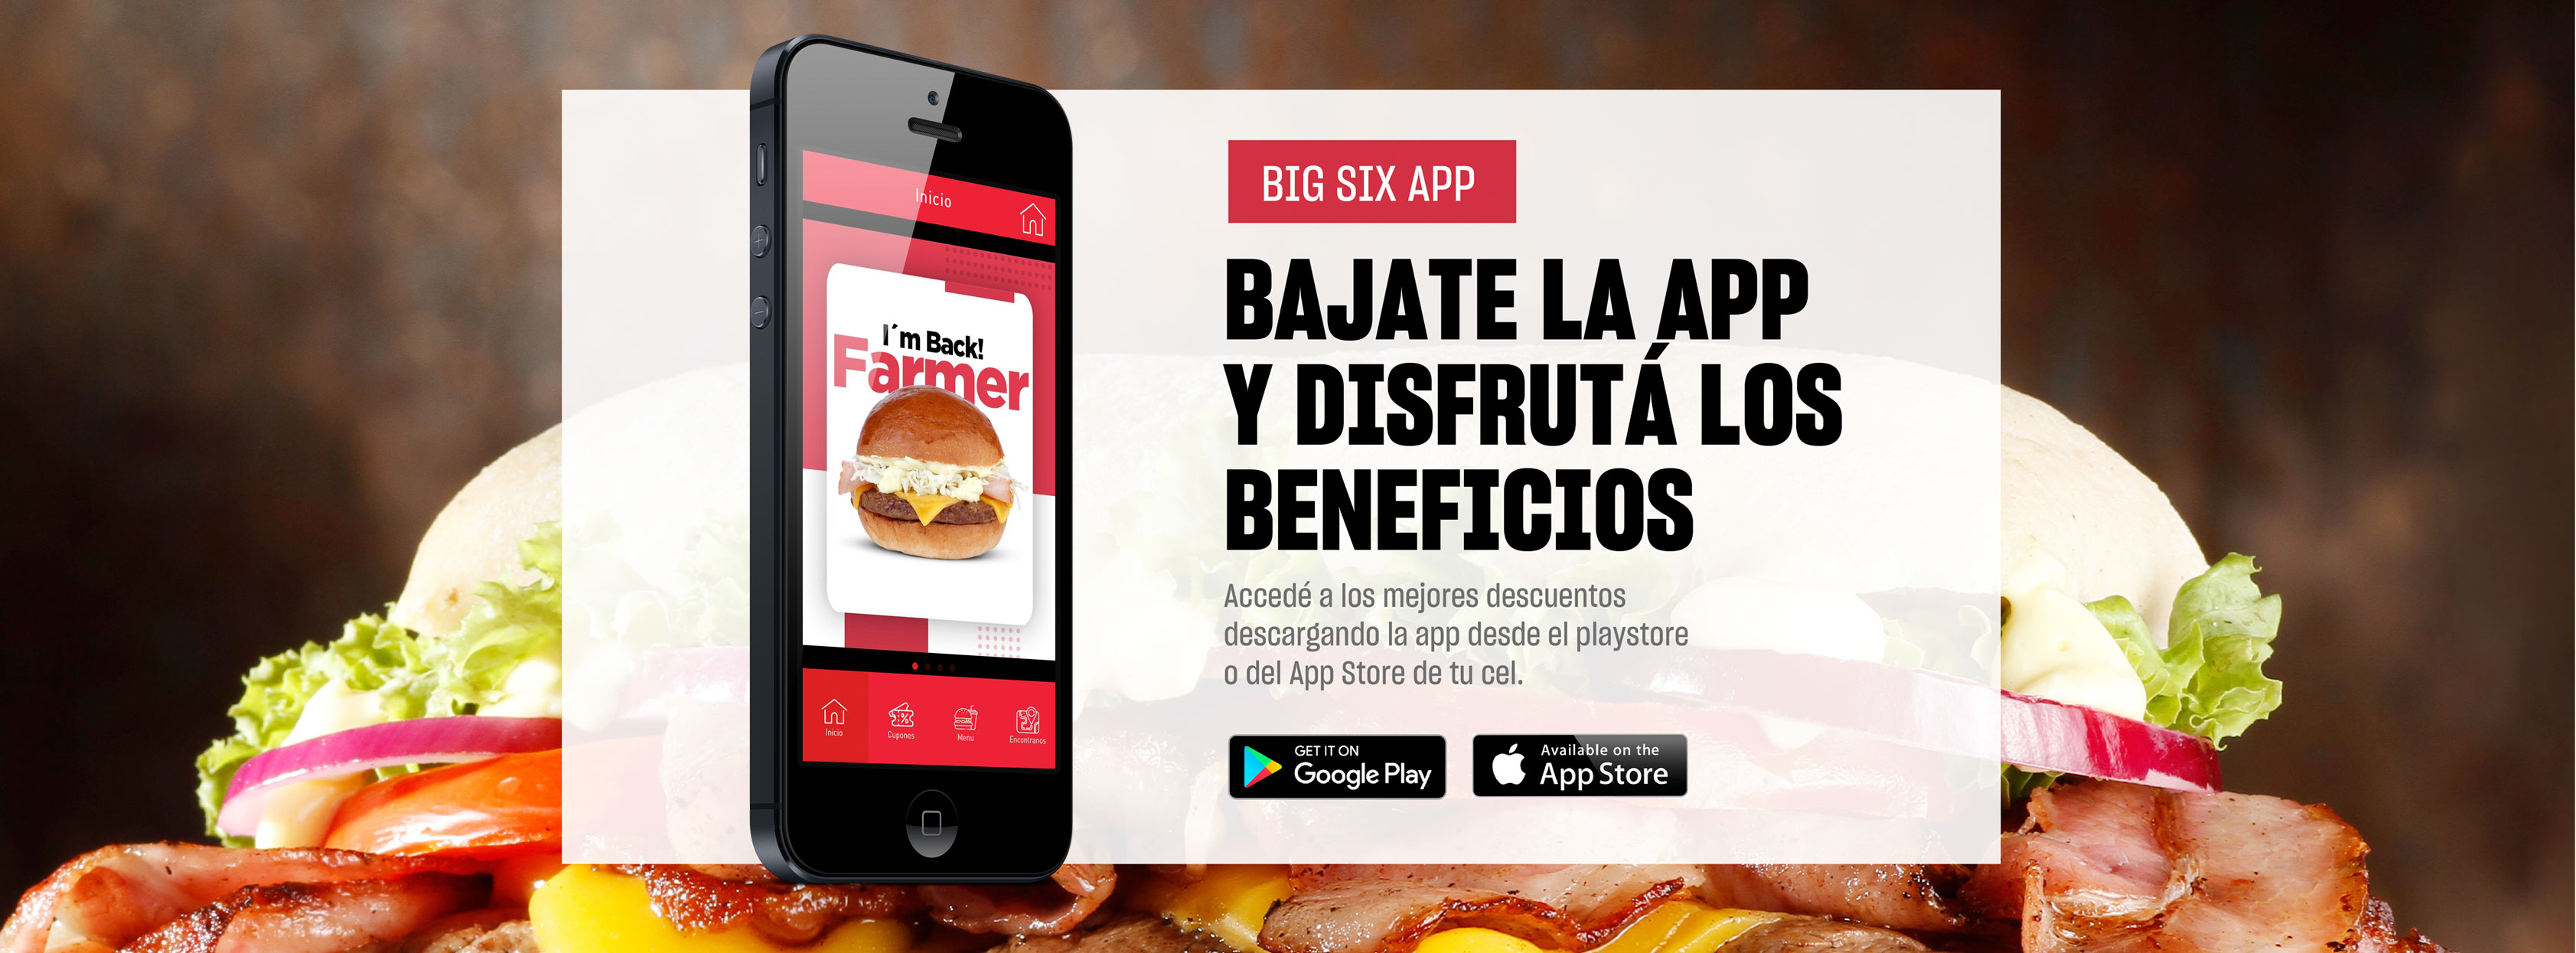 Inicio
I´m Back!
Farmer
Inicio
Cupones
Menu
Encontranos
BIG SIX APP
BAJATE LA APP
Y DISFRUTÁ LOS
BENEFICIOS
Accedé a los mejores descuentos
descargando la app desde el playstore
o del App Store de tu cel.
GET IT ON
Google Play
Available on the
App Store